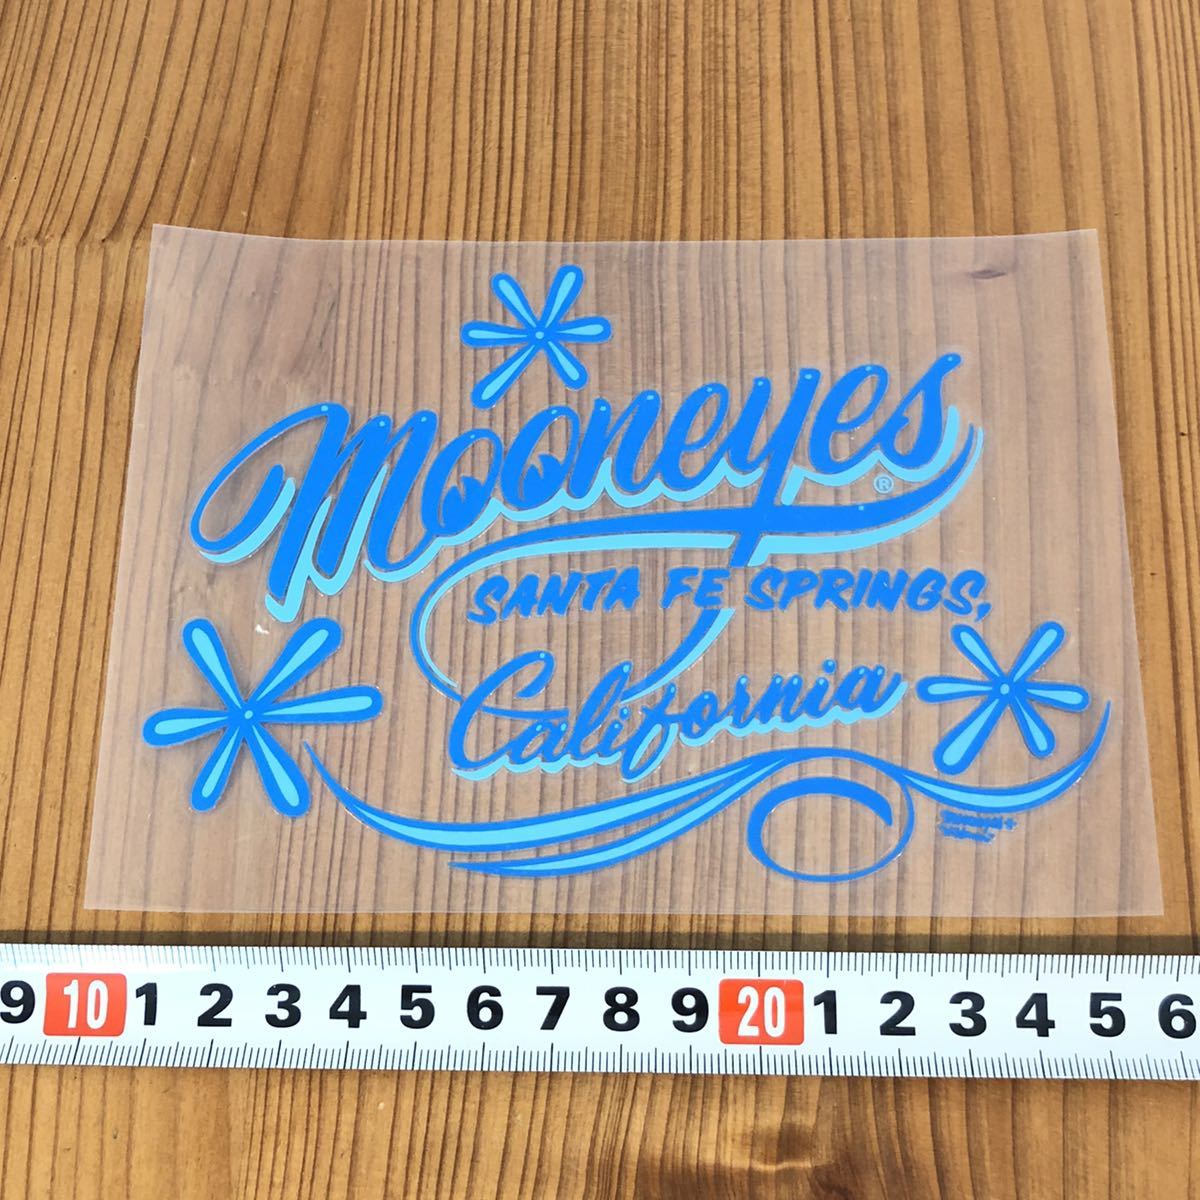 Mooneyes®
SANTA FE SPRINGS,
California
9 10 1 2 3 4 5 6 7 8 9 20 1 2 3 4 5 6